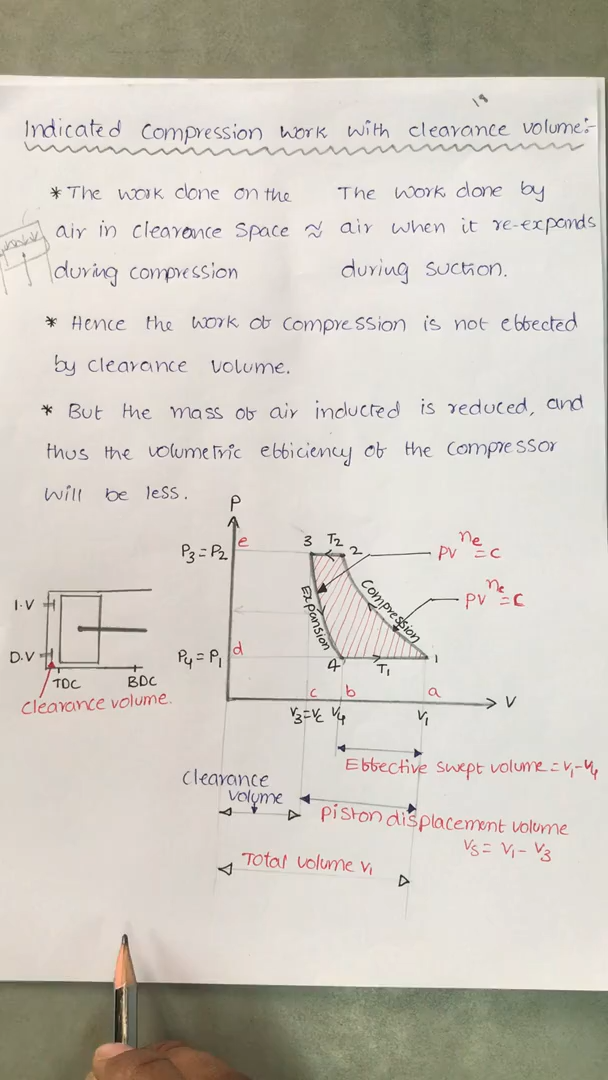 19
Indicated Compression work with clearance volume:-
* The work done on the
air in clearance space ≈
during compression
The work done by
air when it re-expands
during suction.
* Hence the work of compression is not effected
by clearance volume.
* But the mass of air inducted is reduced, and
thus the volumetric efficiency of the compressor
will be less.
P
P3 = P2
e
3 T2 2
PV^ne = C
PV^nc = C
Expansion
Compression
P4 = P1
d
4 T1 1
c b a
V3=Vc V4 V1
V
I.V
D.V
TDC BDC
Clearance volume.
Effective swept volume = V1-V4
Clearance
volume
Piston displacement volume
Vs = V1 - V3
Total volume V1